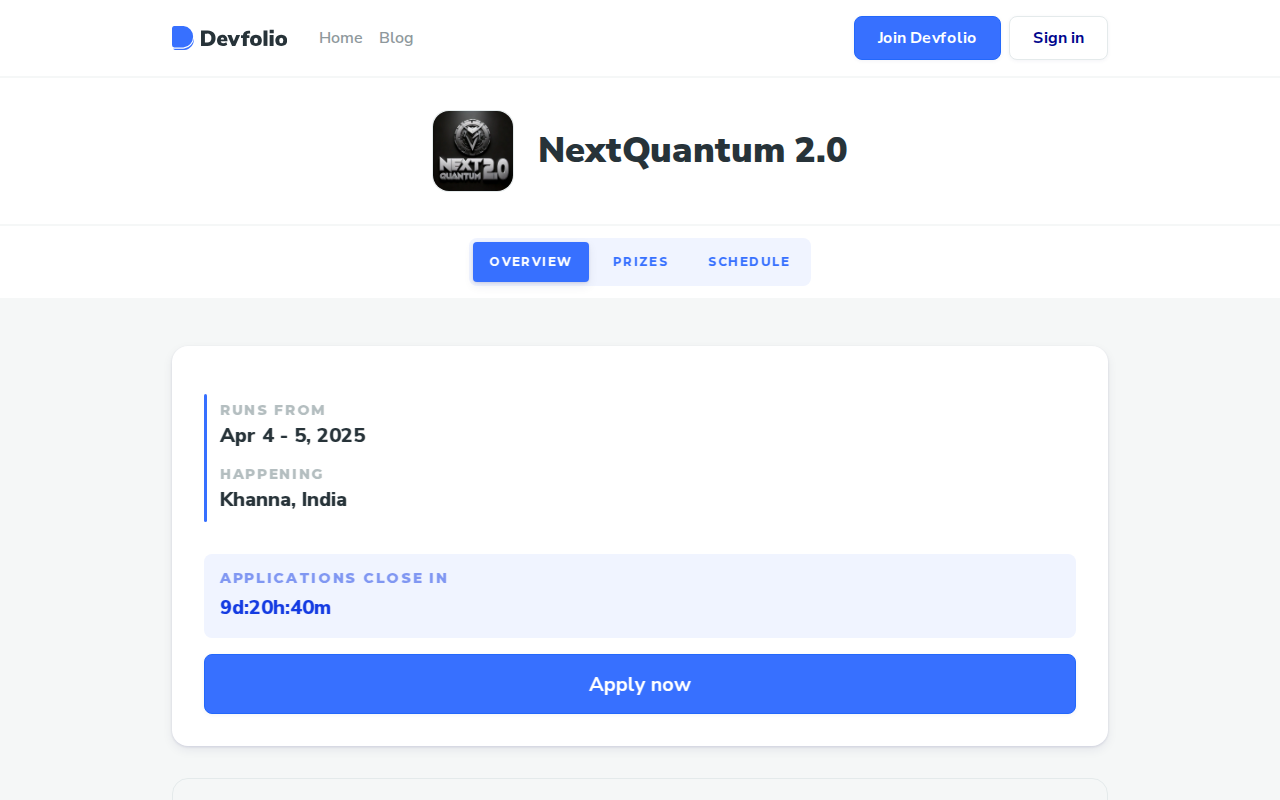 Devfolio
Home
Blog
Join Devfolio
Sign in
NEXT 2.0
QUANTUM
NextQuantum 2.0
OVERVIEW
PRIZES
SCHEDULE
RUNS FROM
Apr 4 - 5, 2025
HAPPENING
Khanna, India
APPLICATIONS CLOSE IN
9d:20h:40m
Apply now